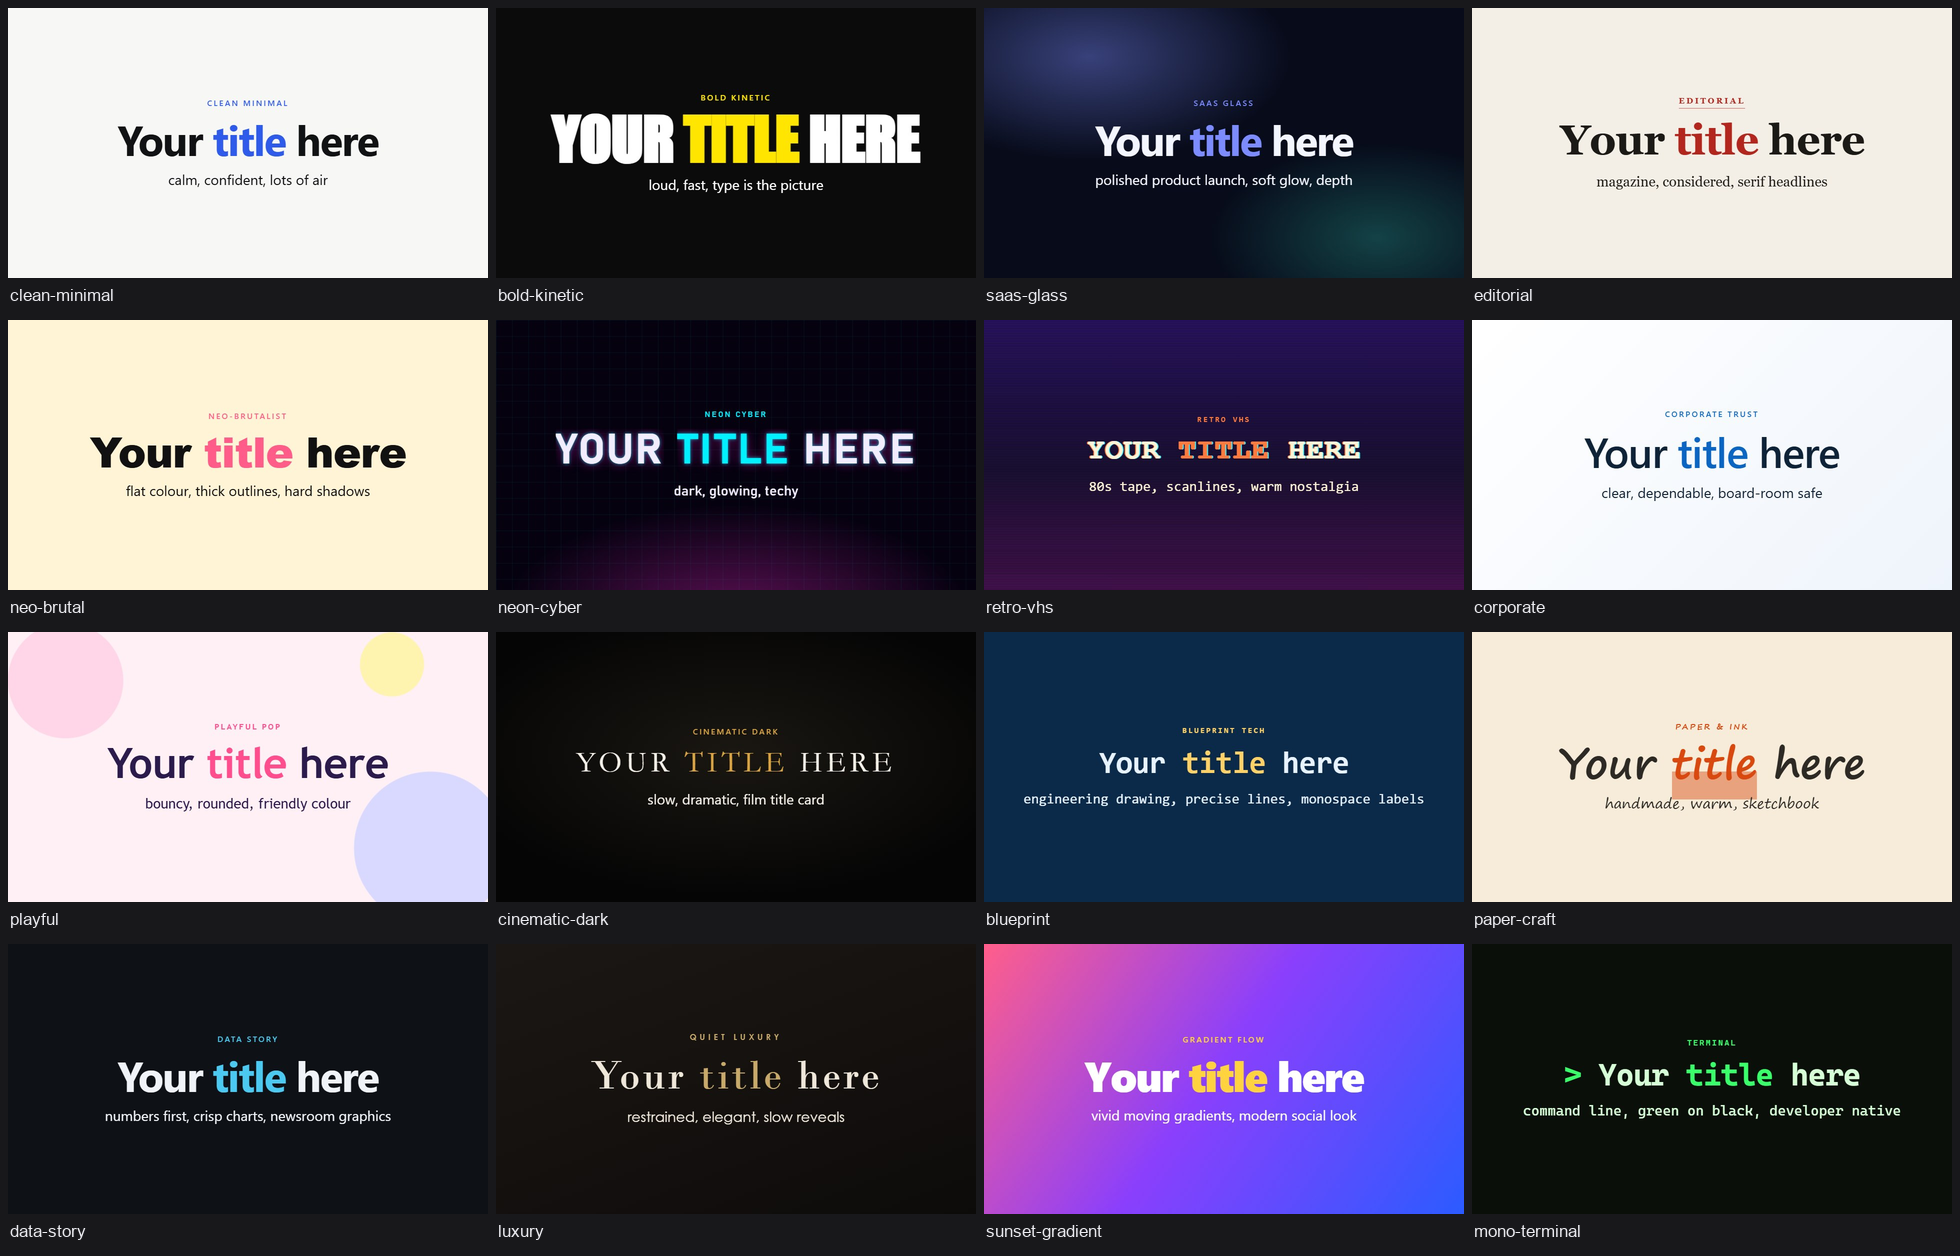 CLEAN MINIMAL
Your title here
calm, confident, lots of air
clean-minimal
BOLD KINETIC
YOUR TITLE HERE
loud, fast, type is the picture
bold-kinetic
SAAS GLASS
Your title here
polished product launch, soft glow, depth
saas-glass
EDITORIAL
Your title here
magazine, considered, serif headlines
editorial
NEO-BRUTALIST
Your title here
flat colour, thick outlines, hard shadows
neo-brutal
NEON CYBER
YOUR TITLE HERE
dark, glowing, techy
neon-cyber
RETRO VHS
YOUR TITLE HERE
80s tape, scanlines, warm nostalgia
retro-vhs
CORPORATE TRUST
Your title here
clear, dependable, board-room safe
corporate
PLAYFUL POP
Your title here
bouncy, rounded, friendly colour
playful
CINEMATIC DARK
YOUR TITLE HERE
slow, dramatic, film title card
cinematic-dark
BLUEPRINT TECH
Your title here
engineering drawing, precise lines, monospace labels
blueprint
PAPER & INK
Your title here
handmade, warm, sketchbook
paper-craft
DATA STORY
Your title here
numbers first, crisp charts, newsroom graphics
data-story
QUIET LUXURY
Your title here
restrained, elegant, slow reveals
luxury
GRADIENT FLOW
Your title here
vivid moving gradients, modern social look
sunset-gradient
TERMINAL
> Your title here
command line, green on black, developer native
mono-terminal